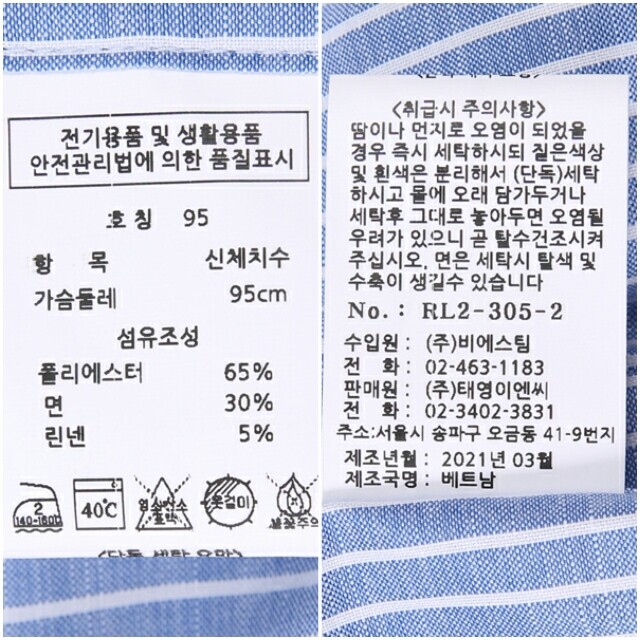 전기용품 및 생활용품
안전관리법에 의한 품질표시
호칭 95
항 목 신체치수
가슴둘레 95cm
섬유조성
폴리에스터 65%
면 30%
린넨 5%
2
140-160℃
40℃
염소산소
표백
옷걸이
불꽃주의
<취급시 주의사항>
땀이나 먼지로 오염이 되었을
경우 즉시 세탁하시되 짙은색상
및 흰색은 분리해서 (단독)세탁
하시고 물에 오래 담가두거나
세탁후 그대로 놓아두면 오염될
우려가 있으니 곧 탈수건조시켜
주십시오, 면은 세탁시 탈색 및
수축이 생길수 있습니다
No. : RL2-305-2
수입원 : (주)비에스팀
전 화 : 02-463-1183
판매원 : (주)태영이엔씨
전 화 : 02-3402-3831
주소:서울시 송파구 오금동 41-9번지
제조년월 : 2021년 03월
제조국명 : 베트남